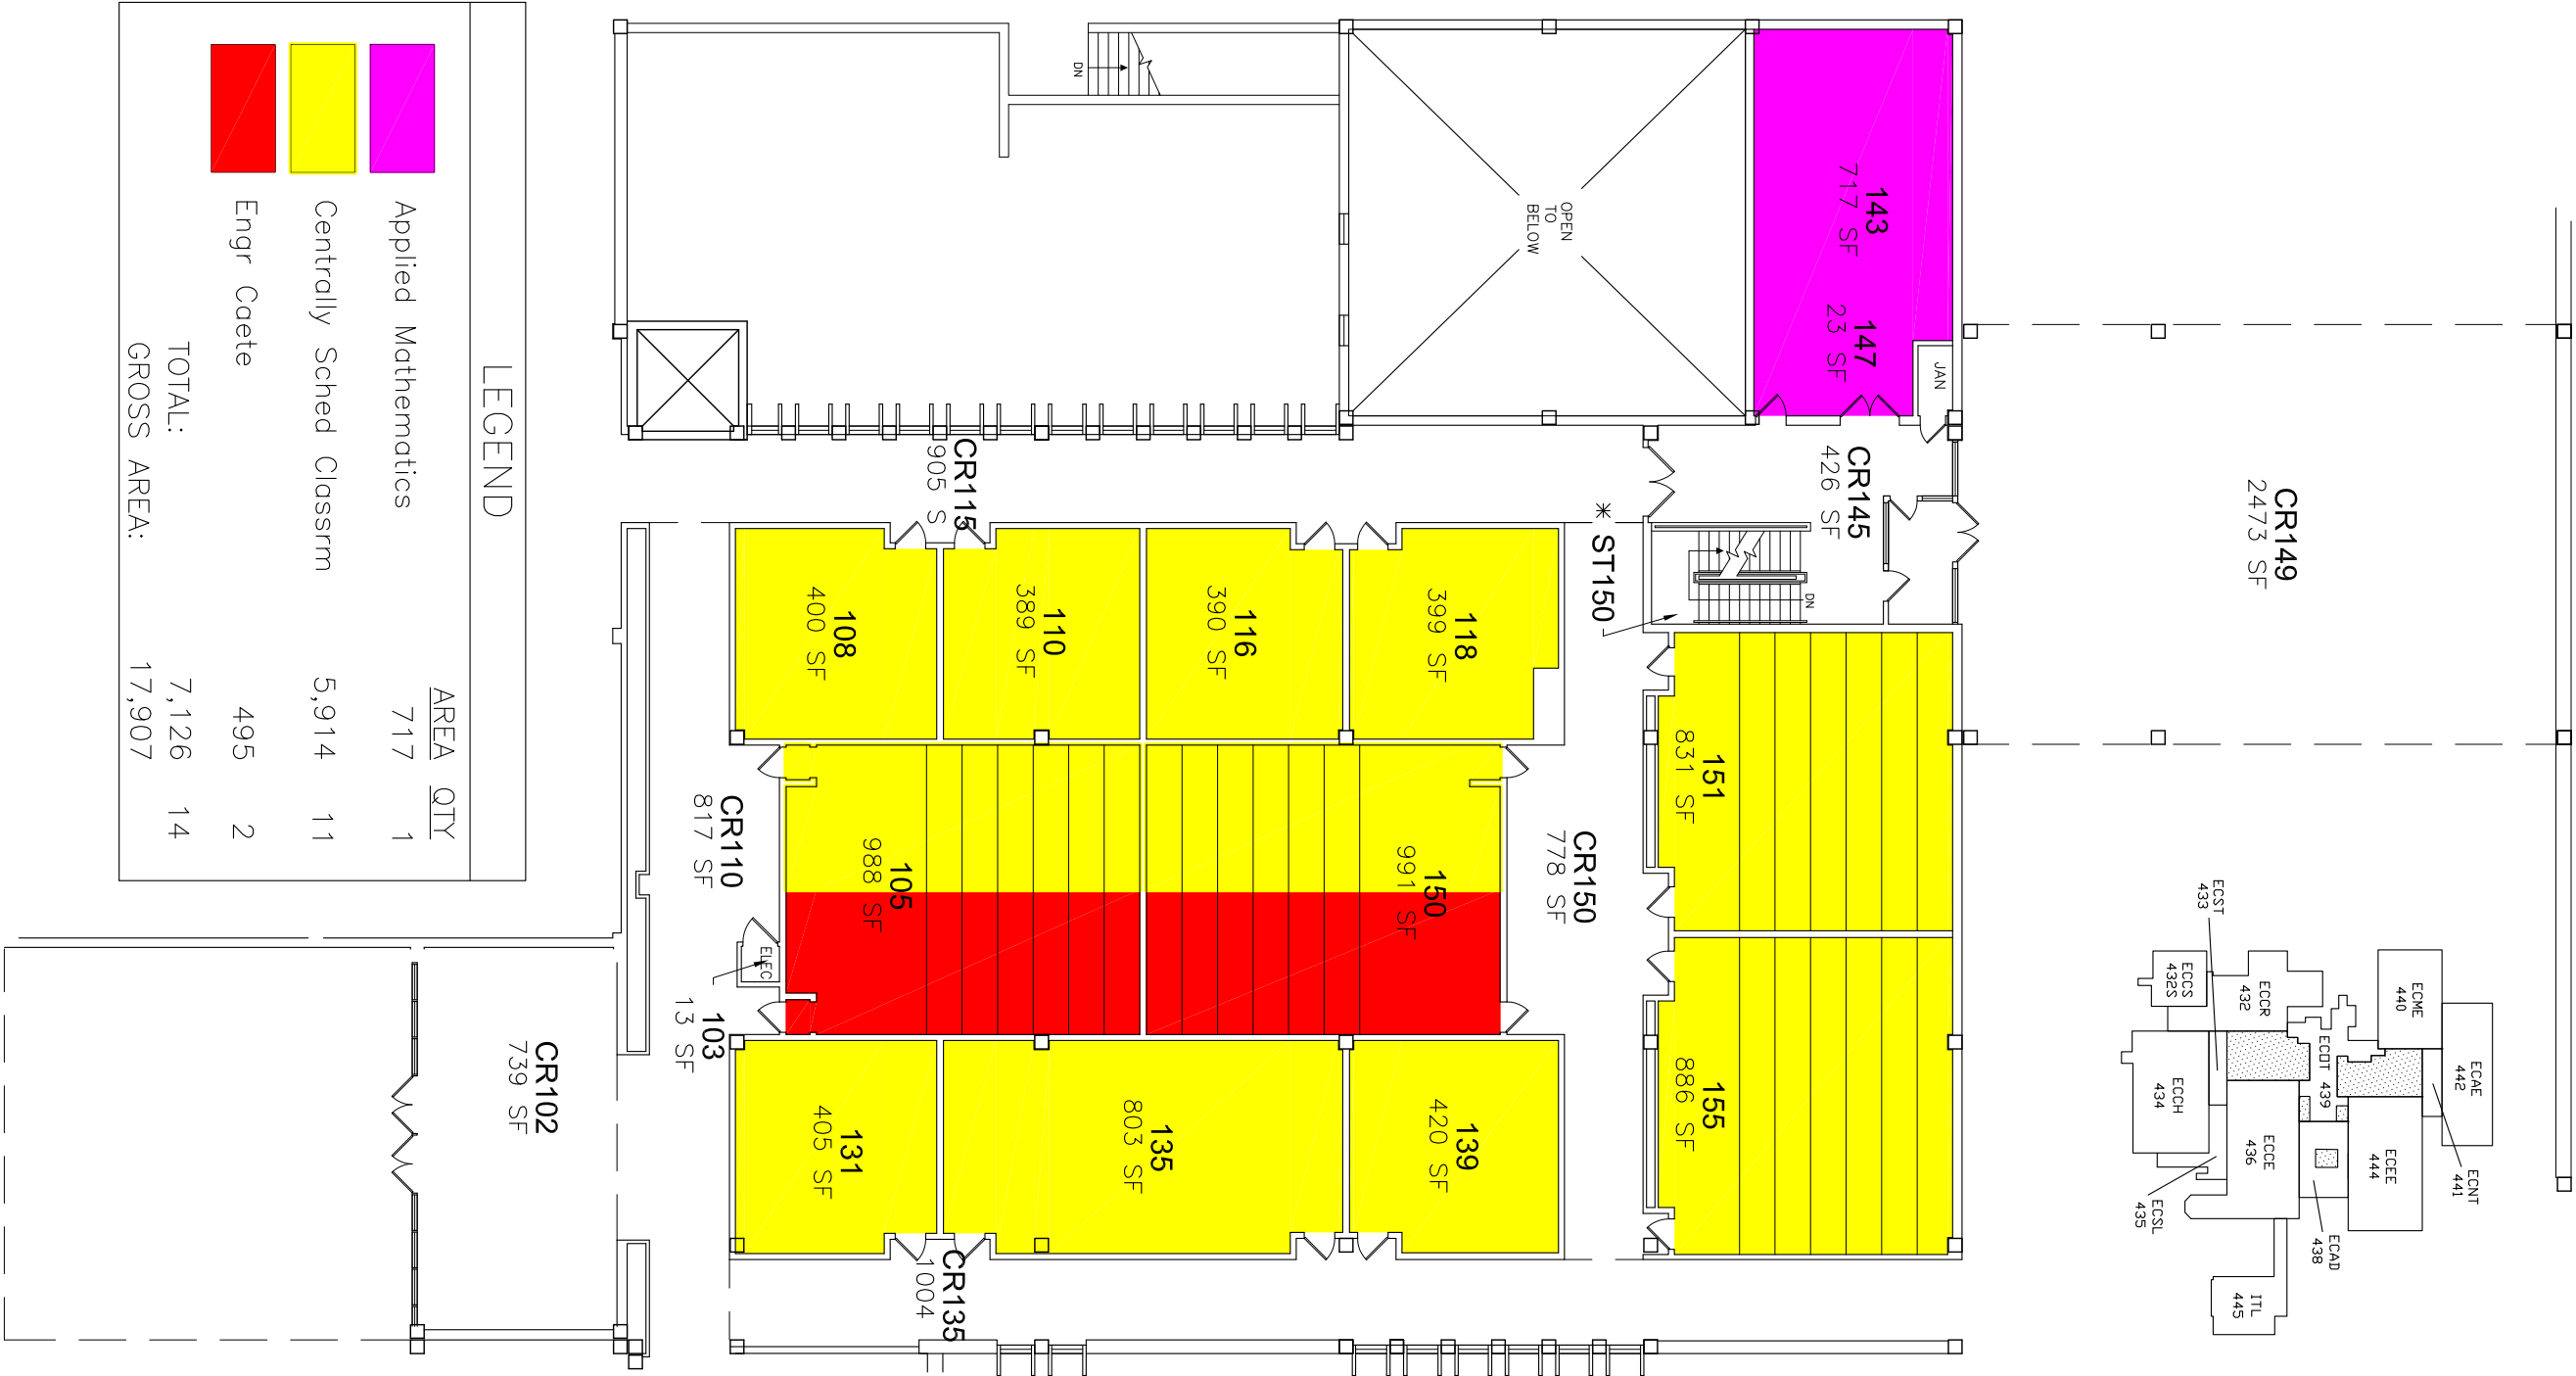 LEGEND
AREA QTY
Applied Mathematics 717 1
Centrally Sched Classrm 5,914 11
Engr Caete 495 2
TOTAL: 7,126 14
GROSS AREA: 17,907
DN
OPEN
TO
BELOW
143
717 SF
147
23 SF
JAN
CR149
2473 SF
CR145
426 SF
CR115
905 S
* ST150
DN
108
400 SF
110
389 SF
116
390 SF
118
399 SF
151
831 SF
155
886 SF
CR150
778 SF
150
991 SF
105
988 SF
CR110
817 SF
ELEC
103
13 SF
CR102
739 SF
131
405 SF
135
803 SF
139
420 SF
CR135
1004
ECST
433
ECCS
432S
ECCR
432
ECME
440
ECAE
442
ECOT 439
ECCH
434
ECCE
436
ECEE
444
ECNT
441
ECSL
435
ECAD
438
ITL
445